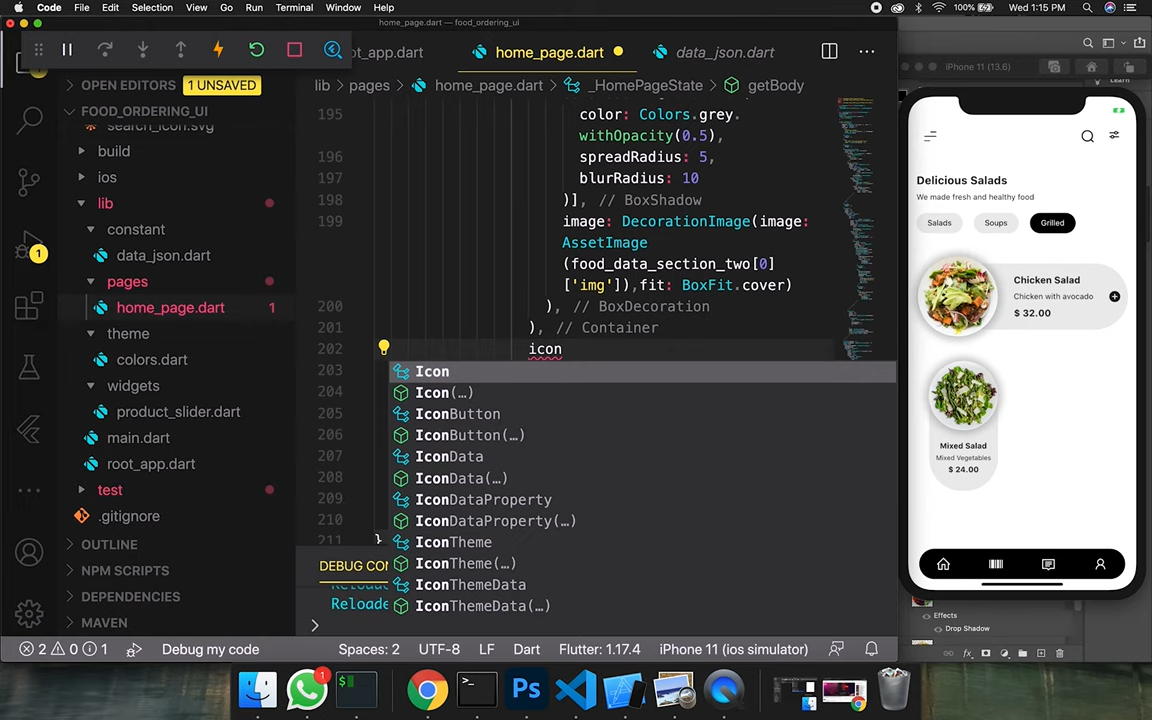 Code File Edit Selection View Go Run Terminal Window Help
100% Wed 1:15 PM
home_page.dart — food_ordering_ui
ot_app.dart home_page.dart data_json.dart
OPEN EDITORS 1 UNSAVED
lib > pages > home_page.dart > _HomePageState > getBody
FOOD_ORDERING_UI
search_icon.svg
build
ios
lib
constant
data_json.dart
pages
home_page.dart 1
theme
colors.dart
widgets
product_slider.dart
main.dart
root_app.dart
test
.gitignore
OUTLINE
NPM SCRIPTS
DEPENDENCIES
MAVEN
1
195 color: Colors.grey.
withOpacity(0.5),
196 spreadRadius: 5,
197 blurRadius: 10
198 )], // BoxShadow
199 image: DecorationImage(image:
AssetImage
(food_data_section_two[0]
['img']),fit: BoxFit.cover)
200 ), // BoxDecoration
201 ), // Container
202 icon
203
204
205
206
207
208
209
210
211 }
Icon
Icon(…)
IconButton
IconButton(…)
IconData
IconData(…)
IconDataProperty
IconDataProperty(…)
IconTheme
IconTheme(…)
IconThemeData
IconThemeData(…)
DEBUG CON
Reloade
Reloade
2 0 1 Debug my code Spaces: 2 UTF-8 LF Dart Flutter: 1.17.4 iPhone 11 (ios simulator)
iPhone 11 (13.6)
Learn
Delicious Salads
We made fresh and healthy food
Salads Soups Grilled
Chicken Salad
Chicken with avocado
$ 32.00
Mixed Salad
Mixed Vegetables
$ 24.00
Effects
Drop Shadow
fx
1
$
>_
Ps